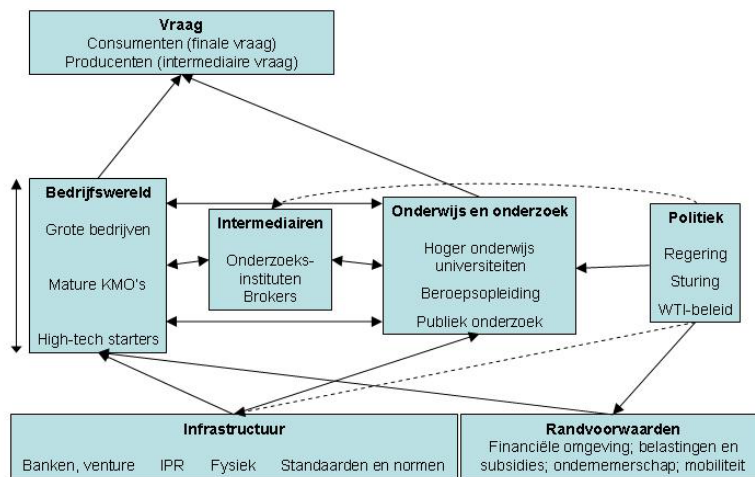 Vraag
Consumenten (finale vraag)
Producenten (intermediaire vraag)
Bedrijfswereld
Grote bedrijven
Mature KMO's
High-tech starters
Intermediairen
Onderzoeks-
instituten
Brokers
Onderwijs en onderzoek
Hoger onderwijs
universiteiten
Beroepsopleiding
Publiek onderzoek
Politiek
Regering
Sturing
WTI-beleid
Infrastructuur
Banken, venture IPR Fysiek Standaarden en normen
Randvoorwaarden
Financiële omgeving; belastingen en
subsidies; ondernemerschap; mobiliteit